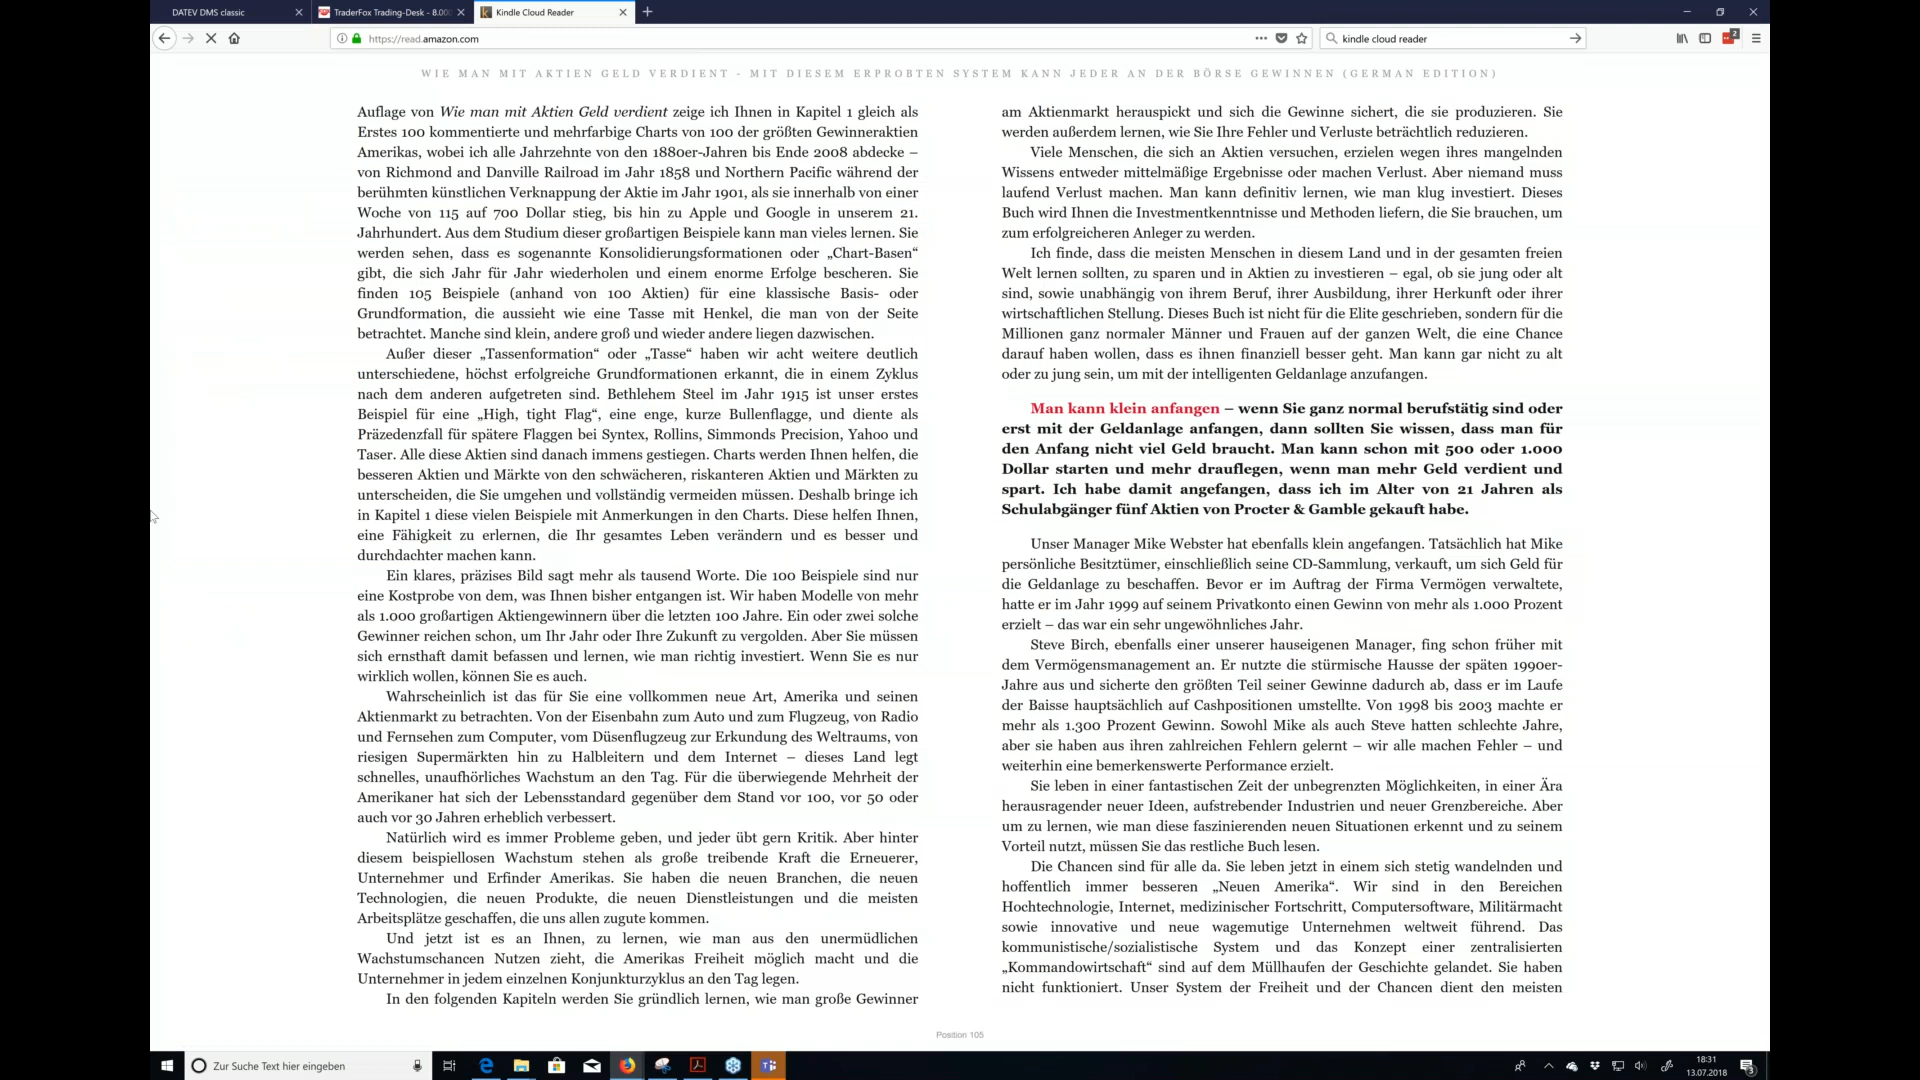 DATEV DMS classic
TraderFox Trading-Desk - 8.000
Kindle Cloud Reader
https://read.amazon.com
kindle cloud reader
2
WIE MAN MIT AKTIEN GELD VERDIENT - MIT DIESEM ERPROBTEN SYSTEM KANN JEDER AN DER BÖRSE GEWINNEN (GERMAN EDITION)
Auflage von Wie man mit Aktien Geld verdient zeige ich Ihnen in Kapitel 1 gleich als
Erstes 100 kommentierte und mehrfarbige Charts von 100 der größten Gewinneraktien
Amerikas, wobei ich alle Jahrzehnte von den 1880er-Jahren bis Ende 2008 abdecke –
von Richmond and Danville Railroad im Jahr 1858 und Northern Pacific während der
berühmten künstlichen Verknappung der Aktie im Jahr 1901, als sie innerhalb von einer
Woche von 115 auf 700 Dollar stieg, bis hin zu Apple und Google in unserem 21.
Jahrhundert. Aus dem Studium dieser großartigen Beispiele kann man vieles lernen. Sie
werden sehen, dass es sogenannte Konsolidierungsformationen oder „Chart-Basen“
gibt, die sich Jahr für Jahr wiederholen und einem enorme Erfolge bescheren. Sie
finden 105 Beispiele (anhand von 100 Aktien) für eine klassische Basis- oder
Grundformation, die aussieht wie eine Tasse mit Henkel, die man von der Seite
betrachtet. Manche sind klein, andere groß und wieder andere liegen dazwischen.
Außer dieser „Tassenformation“ oder „Tasse“ haben wir acht weitere deutlich
unterschiedene, höchst erfolgreiche Grundformationen erkannt, die in einem Zyklus
nach dem anderen aufgetreten sind. Bethlehem Steel im Jahr 1915 ist unser erstes
Beispiel für eine „High, tight Flag“, eine enge, kurze Bullenflagge, und diente als
Präzedenzfall für spätere Flaggen bei Syntex, Rollins, Simmonds Precision, Yahoo und
Taser. Alle diese Aktien sind danach immens gestiegen. Charts werden Ihnen helfen, die
besseren Aktien und Märkte von den schwächeren, riskanteren Aktien und Märkten zu
unterscheiden, die Sie umgehen und vollständig vermeiden müssen. Deshalb bringe ich
in Kapitel 1 diese vielen Beispiele mit Anmerkungen in den Charts. Diese helfen Ihnen,
eine Fähigkeit zu erlernen, die Ihr gesamtes Leben verändern und es besser und
durchdachter machen kann.
Ein klares, präzises Bild sagt mehr als tausend Worte. Die 100 Beispiele sind nur
eine Kostprobe von dem, was Ihnen bisher entgangen ist. Wir haben Modelle von mehr
als 1.000 großartigen Aktiengewinnern über die letzten 100 Jahre. Ein oder zwei solche
Gewinner reichen schon, um Ihr Jahr oder Ihre Zukunft zu vergolden. Aber Sie müssen
sich ernsthaft damit befassen und lernen, wie man richtig investiert. Wenn Sie es nur
wirklich wollen, können Sie es auch.
Wahrscheinlich ist das für Sie eine vollkommen neue Art, Amerika und seinen
Aktienmarkt zu betrachten. Von der Eisenbahn zum Auto und zum Flugzeug, von Radio
und Fernsehen zum Computer, vom Düsenflugzeug zur Erkundung des Weltraums, von
riesigen Supermärkten hin zu Halbleitern und dem Internet – dieses Land legt
schnelles, unaufhörliches Wachstum an den Tag. Für die überwiegende Mehrheit der
Amerikaner hat sich der Lebensstandard gegenüber dem Stand vor 100, vor 50 oder
auch vor 30 Jahren erheblich verbessert.
Natürlich wird es immer Probleme geben, und jeder übt gern Kritik. Aber hinter
diesem beispiellosen Wachstum stehen als große treibende Kraft die Erneuerer,
Unternehmer und Erfinder Amerikas. Sie haben die neuen Branchen, die neuen
Technologien, die neuen Produkte, die neuen Dienstleistungen und die meisten
Arbeitsplätze geschaffen, die uns allen zugute kommen.
Und jetzt ist es an Ihnen, zu lernen, wie man aus den unermüdlichen
Wachstumschancen Nutzen zieht, die Amerikas Freiheit möglich macht und die
Unternehmer in jedem einzelnen Konjunkturzyklus an den Tag legen.
In den folgenden Kapiteln werden Sie gründlich lernen, wie man große Gewinner
am Aktienmarkt herauspickt und sich die Gewinne sichert, die sie produzieren. Sie
werden außerdem lernen, wie Sie Ihre Fehler und Verluste beträchtlich reduzieren.
Viele Menschen, die sich an Aktien versuchen, erzielen wegen ihres mangelnden
Wissens entweder mittelmäßige Ergebnisse oder machen Verlust. Aber niemand muss
laufend Verlust machen. Man kann definitiv lernen, wie man klug investiert. Dieses
Buch wird Ihnen die Investmentkenntnisse und Methoden liefern, die Sie brauchen, um
zum erfolgreicheren Anleger zu werden.
Ich finde, dass die meisten Menschen in diesem Land und in der gesamten freien
Welt lernen sollten, zu sparen und in Aktien zu investieren – egal, ob sie jung oder alt
sind, sowie unabhängig von ihrem Beruf, ihrer Ausbildung, ihrer Herkunft oder ihrer
wirtschaftlichen Stellung. Dieses Buch ist nicht für die Elite geschrieben, sondern für die
Millionen ganz normaler Männer und Frauen auf der ganzen Welt, die eine Chance
darauf haben wollen, dass es ihnen finanziell besser geht. Man kann gar nicht zu alt
oder zu jung sein, um mit der intelligenten Geldanlage anzufangen.
Man kann klein anfangen – wenn Sie ganz normal berufstätig sind oder
erst mit der Geldanlage anfangen, dann sollten Sie wissen, dass man für
den Anfang nicht viel Geld braucht. Man kann schon mit 500 oder 1.000
Dollar starten und mehr drauflegen, wenn man mehr Geld verdient und
spart. Ich habe damit angefangen, dass ich im Alter von 21 Jahren als
Schulabgänger fünf Aktien von Procter & Gamble gekauft habe.
Unser Manager Mike Webster hat ebenfalls klein angefangen. Tatsächlich hat Mike
persönliche Besitztümer, einschließlich seine CD-Sammlung, verkauft, um sich Geld für
die Geldanlage zu beschaffen. Bevor er im Auftrag der Firma Vermögen verwaltete,
hatte er im Jahr 1999 auf seinem Privatkonto einen Gewinn von mehr als 1.000 Prozent
erzielt – das war ein sehr ungewöhnliches Jahr.
Steve Birch, ebenfalls einer unserer hauseigenen Manager, fing schon früher mit
dem Vermögensmanagement an. Er nutzte die stürmische Hausse der späten 1990er-
Jahre aus und sicherte den größten Teil seiner Gewinne dadurch ab, dass er im Laufe
der Baisse hauptsächlich auf Cashpositionen umstellte. Von 1998 bis 2003 machte er
mehr als 1.300 Prozent Gewinn. Sowohl Mike als auch Steve hatten schlechte Jahre,
aber sie haben aus ihren zahlreichen Fehlern gelernt – wir alle machen Fehler – und
weiterhin eine bemerkenswerte Performance erzielt.
Sie leben in einer fantastischen Zeit der unbegrenzten Möglichkeiten, in einer Ära
herausragender neuer Ideen, aufstrebender Industrien und neuer Grenzbereiche. Aber
um zu lernen, wie man diese faszinierenden neuen Situationen erkennt und zu seinem
Vorteil nutzt, müssen Sie das restliche Buch lesen.
Die Chancen sind für alle da. Sie leben jetzt in einem sich stetig wandelnden und
hoffentlich immer besseren „Neuen Amerika“. Wir sind in den Bereichen
Hochtechnologie, Internet, medizinischer Fortschritt, Computersoftware, Militärmacht
sowie innovative und neue wagemutige Unternehmen weltweit führend. Das
kommunistische/sozialistische System und das Konzept einer zentralisierten
„Kommandowirtschaft“ sind auf dem Müllhaufen der Geschichte gelandet. Sie haben
nicht funktioniert. Unser System der Freiheit und der Chancen dient den meisten
Position 105
Zur Suche Text hier eingeben
18:31
13.07.2018
3